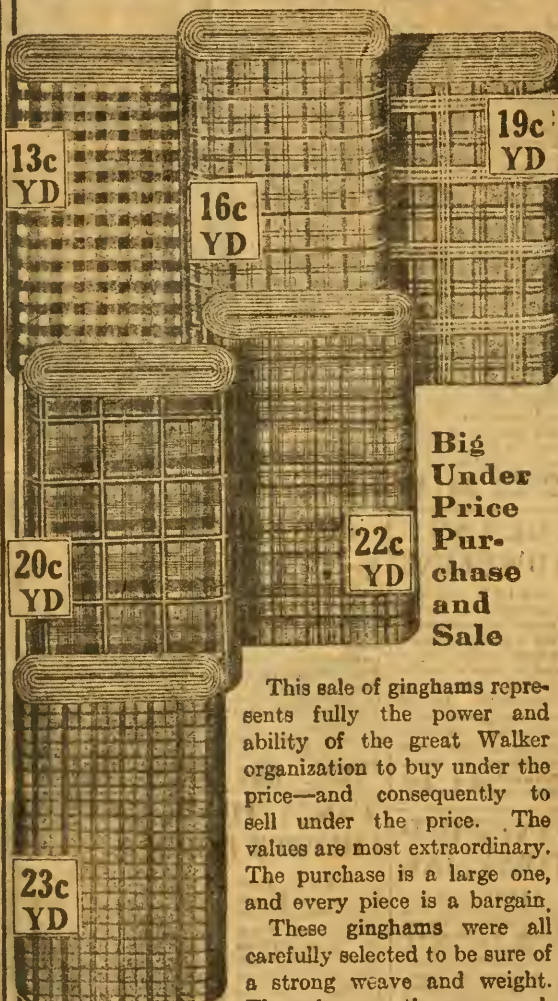 13c
YD
16c
YD
19c
YD
20c
YD
22c
YD
23c
YD
Big
Under
Price
Pur-
chase
and
Sale
This sale of ginghams repre-
sents fully the power and
ability of the great Walker
organization to buy under the
price—and consequently to
sell under the price. The
values are most extraordinary.
The purchase is a large one,
and every piece is a bargain.
These ginghams were all
carefully selected to be sure of
a strong weave and weight.